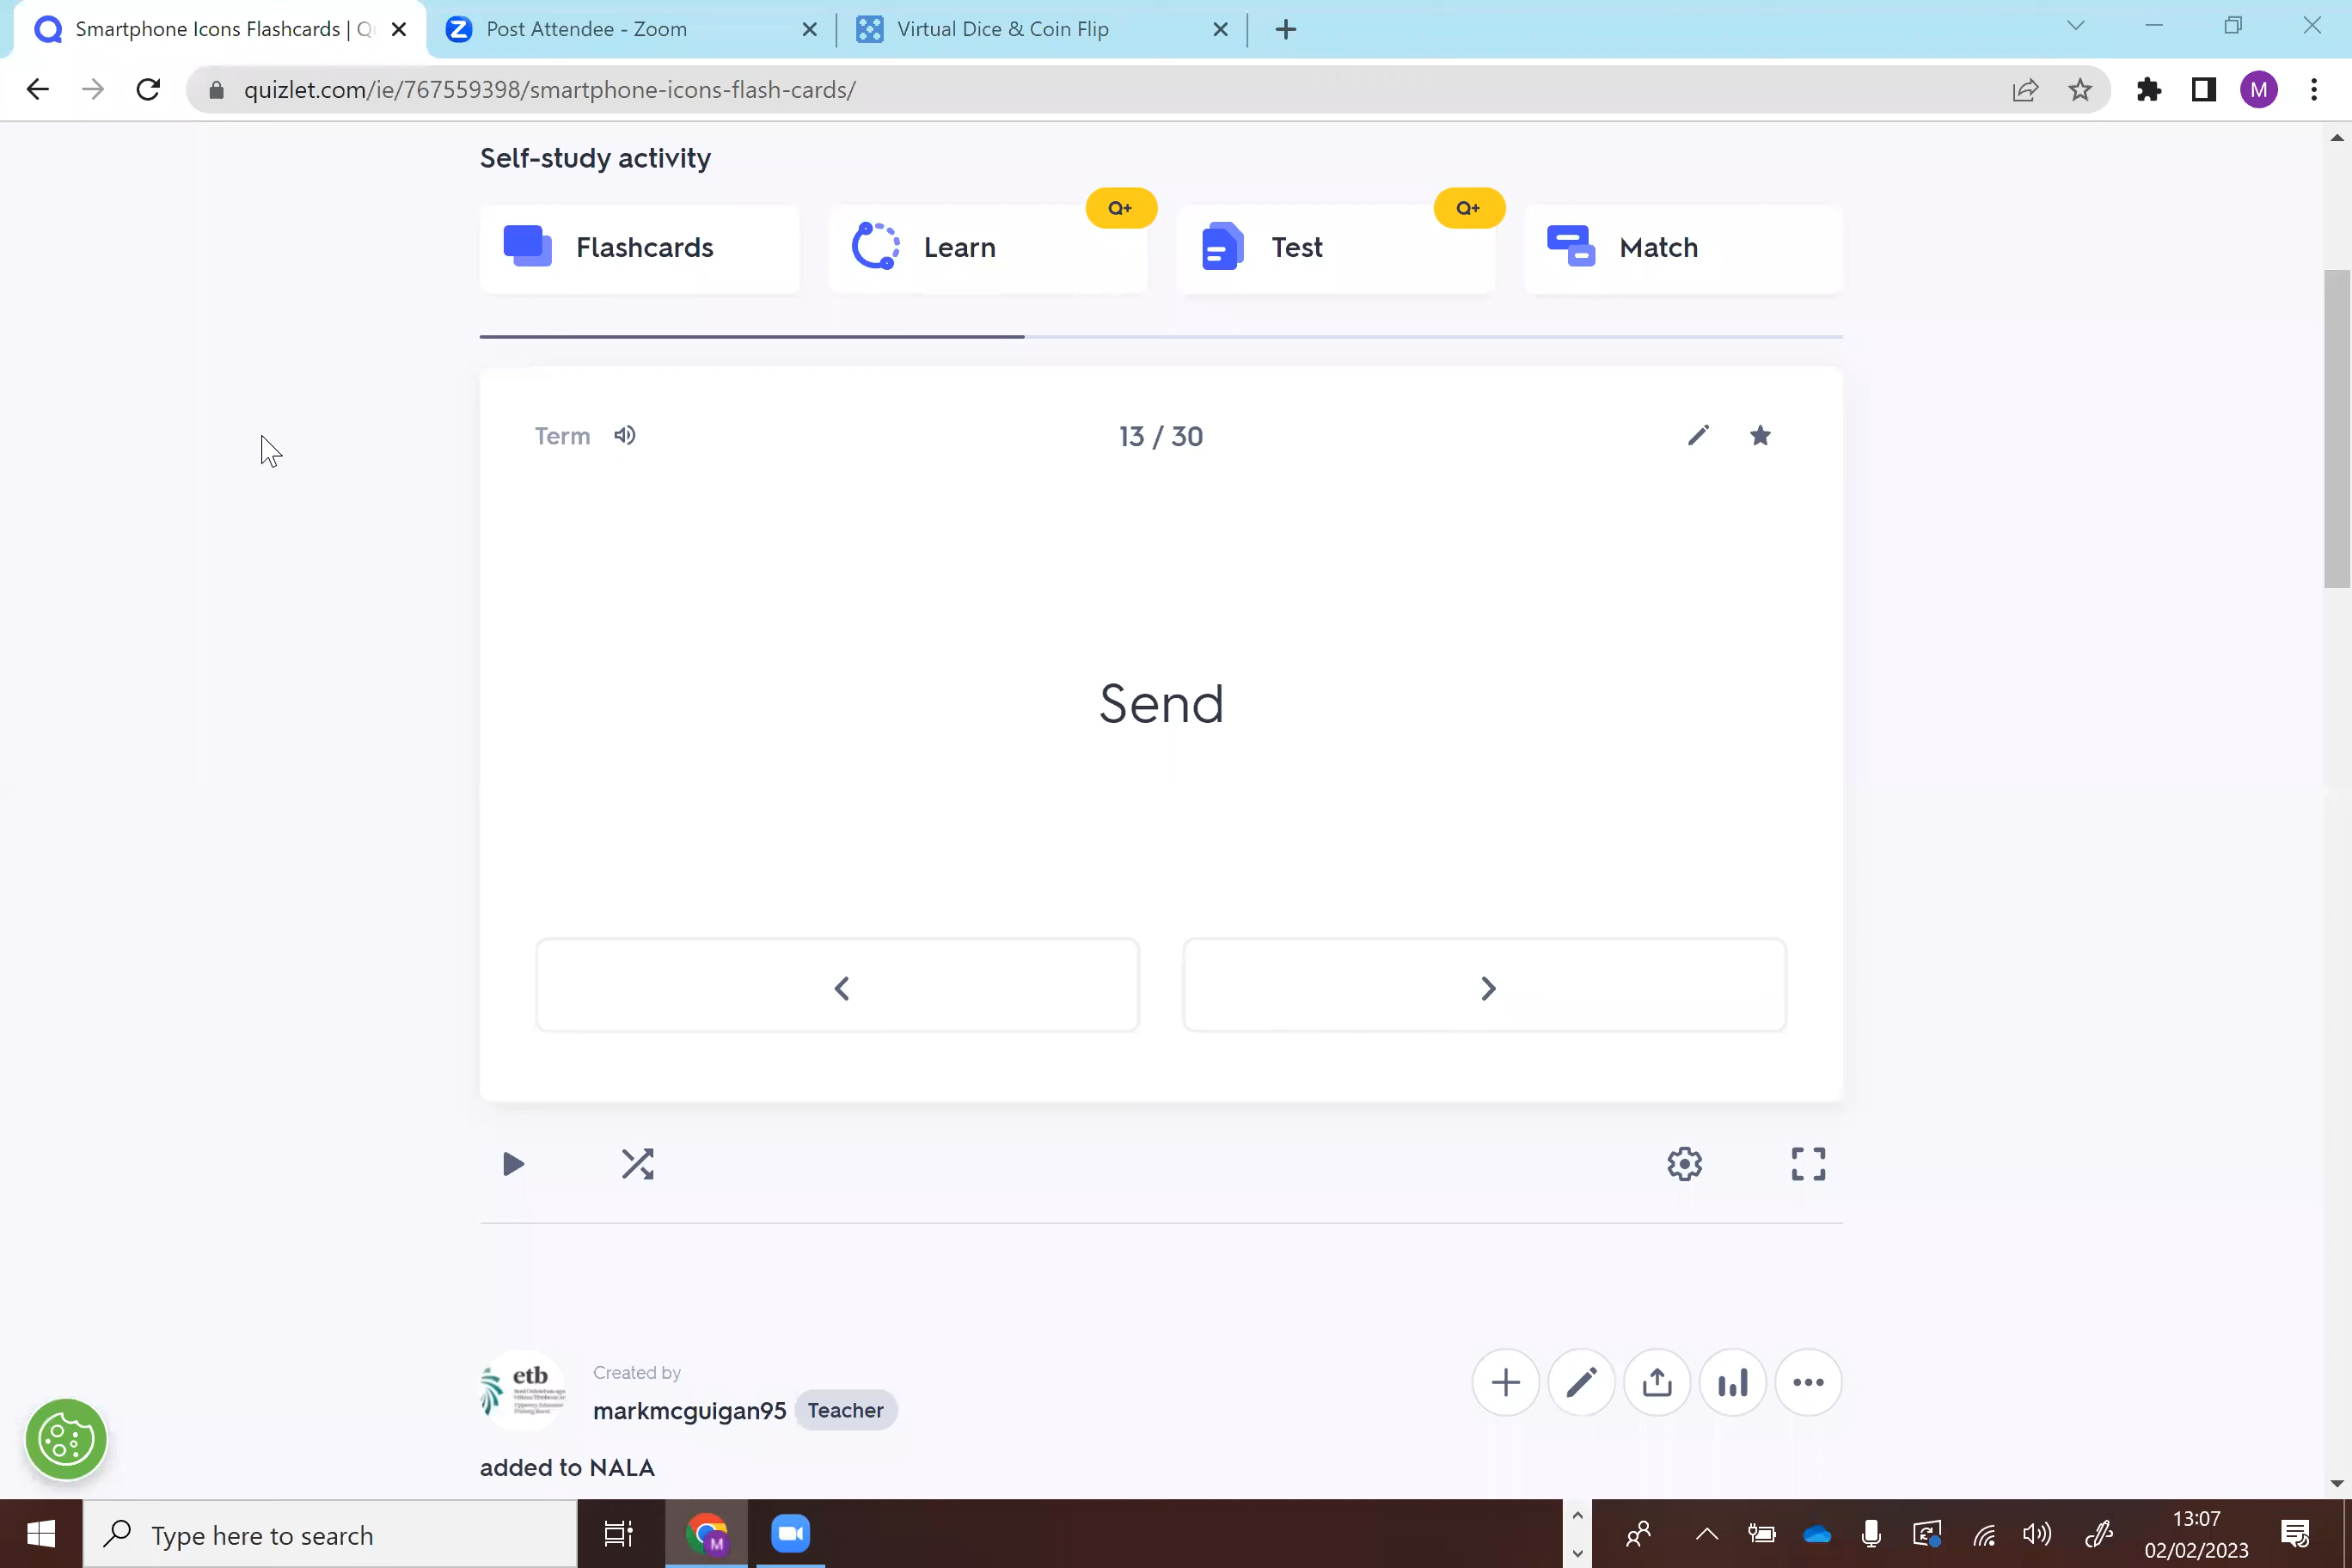 Smartphone Icons Flashcards | Q
Post Attendee - Zoom
Virtual Dice & Coin Flip
quizlet.com/ie/767559398/smartphone-icons-flash-cards/
M
Self-study activity
Flashcards
Learn
Q+
Test
Q+
Match
Term
13 / 30
Send
etb
Created by
markmcguigan95
Teacher
added to NALA
Type here to search
M
13:07
02/02/2023